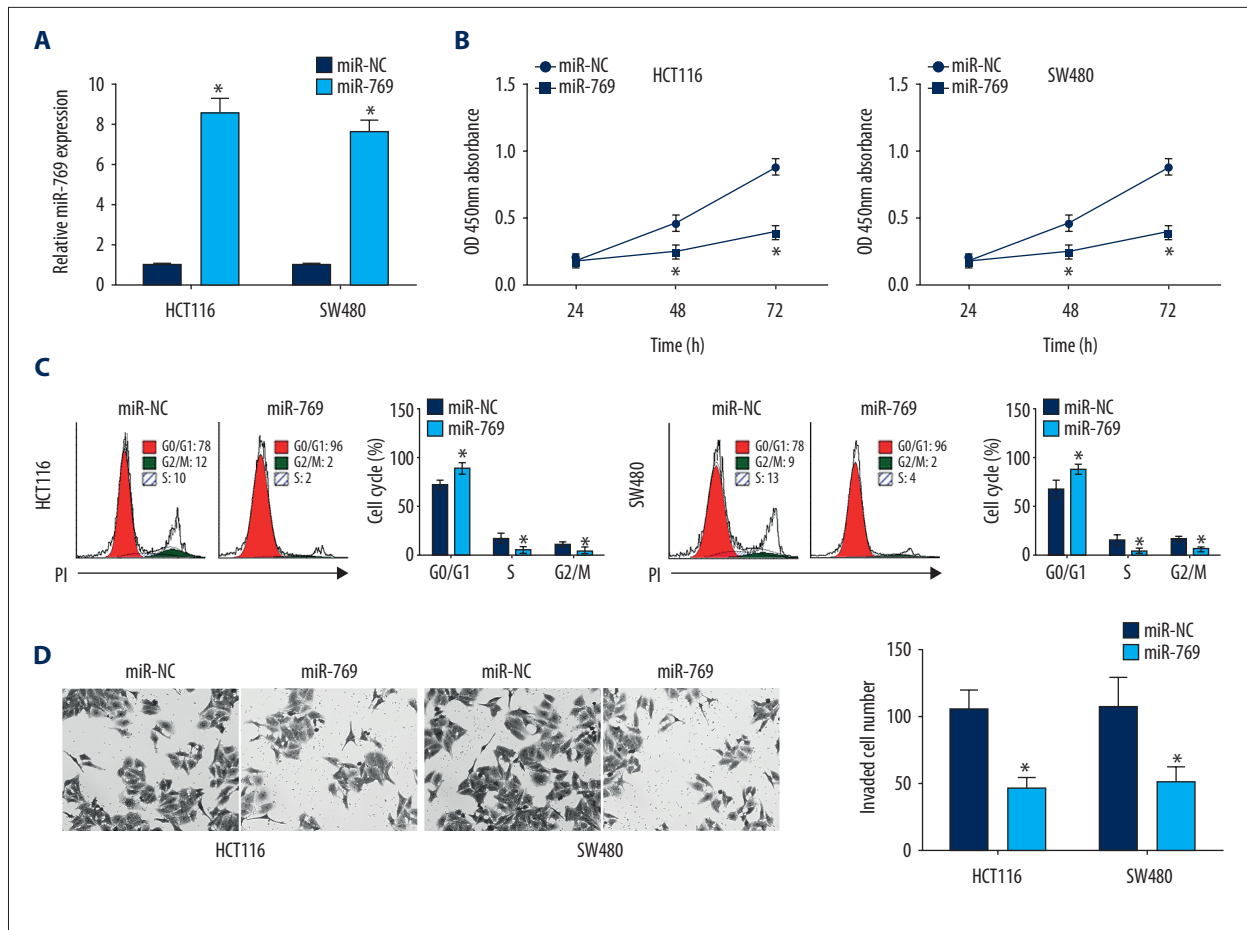 A
miR-NC
miR-769
Relative miR-769 expression
10
8
6
4
2
0
*
*
HCT116
SW480
B
miR-NC
miR-769
HCT116
OD 450nm absorbance
1.5
1.0
0.5
0.0
*
*
24
48
72
Time (h)
miR-NC
miR-769
SW480
OD 450nm absorbance
1.5
1.0
0.5
0.0
*
*
24
48
72
Time (h)
C
HCT116
miR-NC
G0/G1: 78
G2/M: 12
S: 10
miR-769
G0/G1: 96
G2/M: 2
S: 2
PI
miR-NC
miR-769
Cell cycle (%)
150
100
50
0
*
*
*
G0/G1
S
G2/M
SW480
miR-NC
G0/G1: 78
G2/M: 9
S: 13
miR-769
G0/G1: 96
G2/M: 2
S: 4
PI
miR-NC
miR-769
Cell cycle (%)
150
100
50
0
*
*
*
G0/G1
S
G2/M
D
miR-NC
miR-769
miR-NC
miR-769
HCT116
SW480
miR-NC
miR-769
Invaded cell number
150
100
50
0
*
*
HCT116
SW480